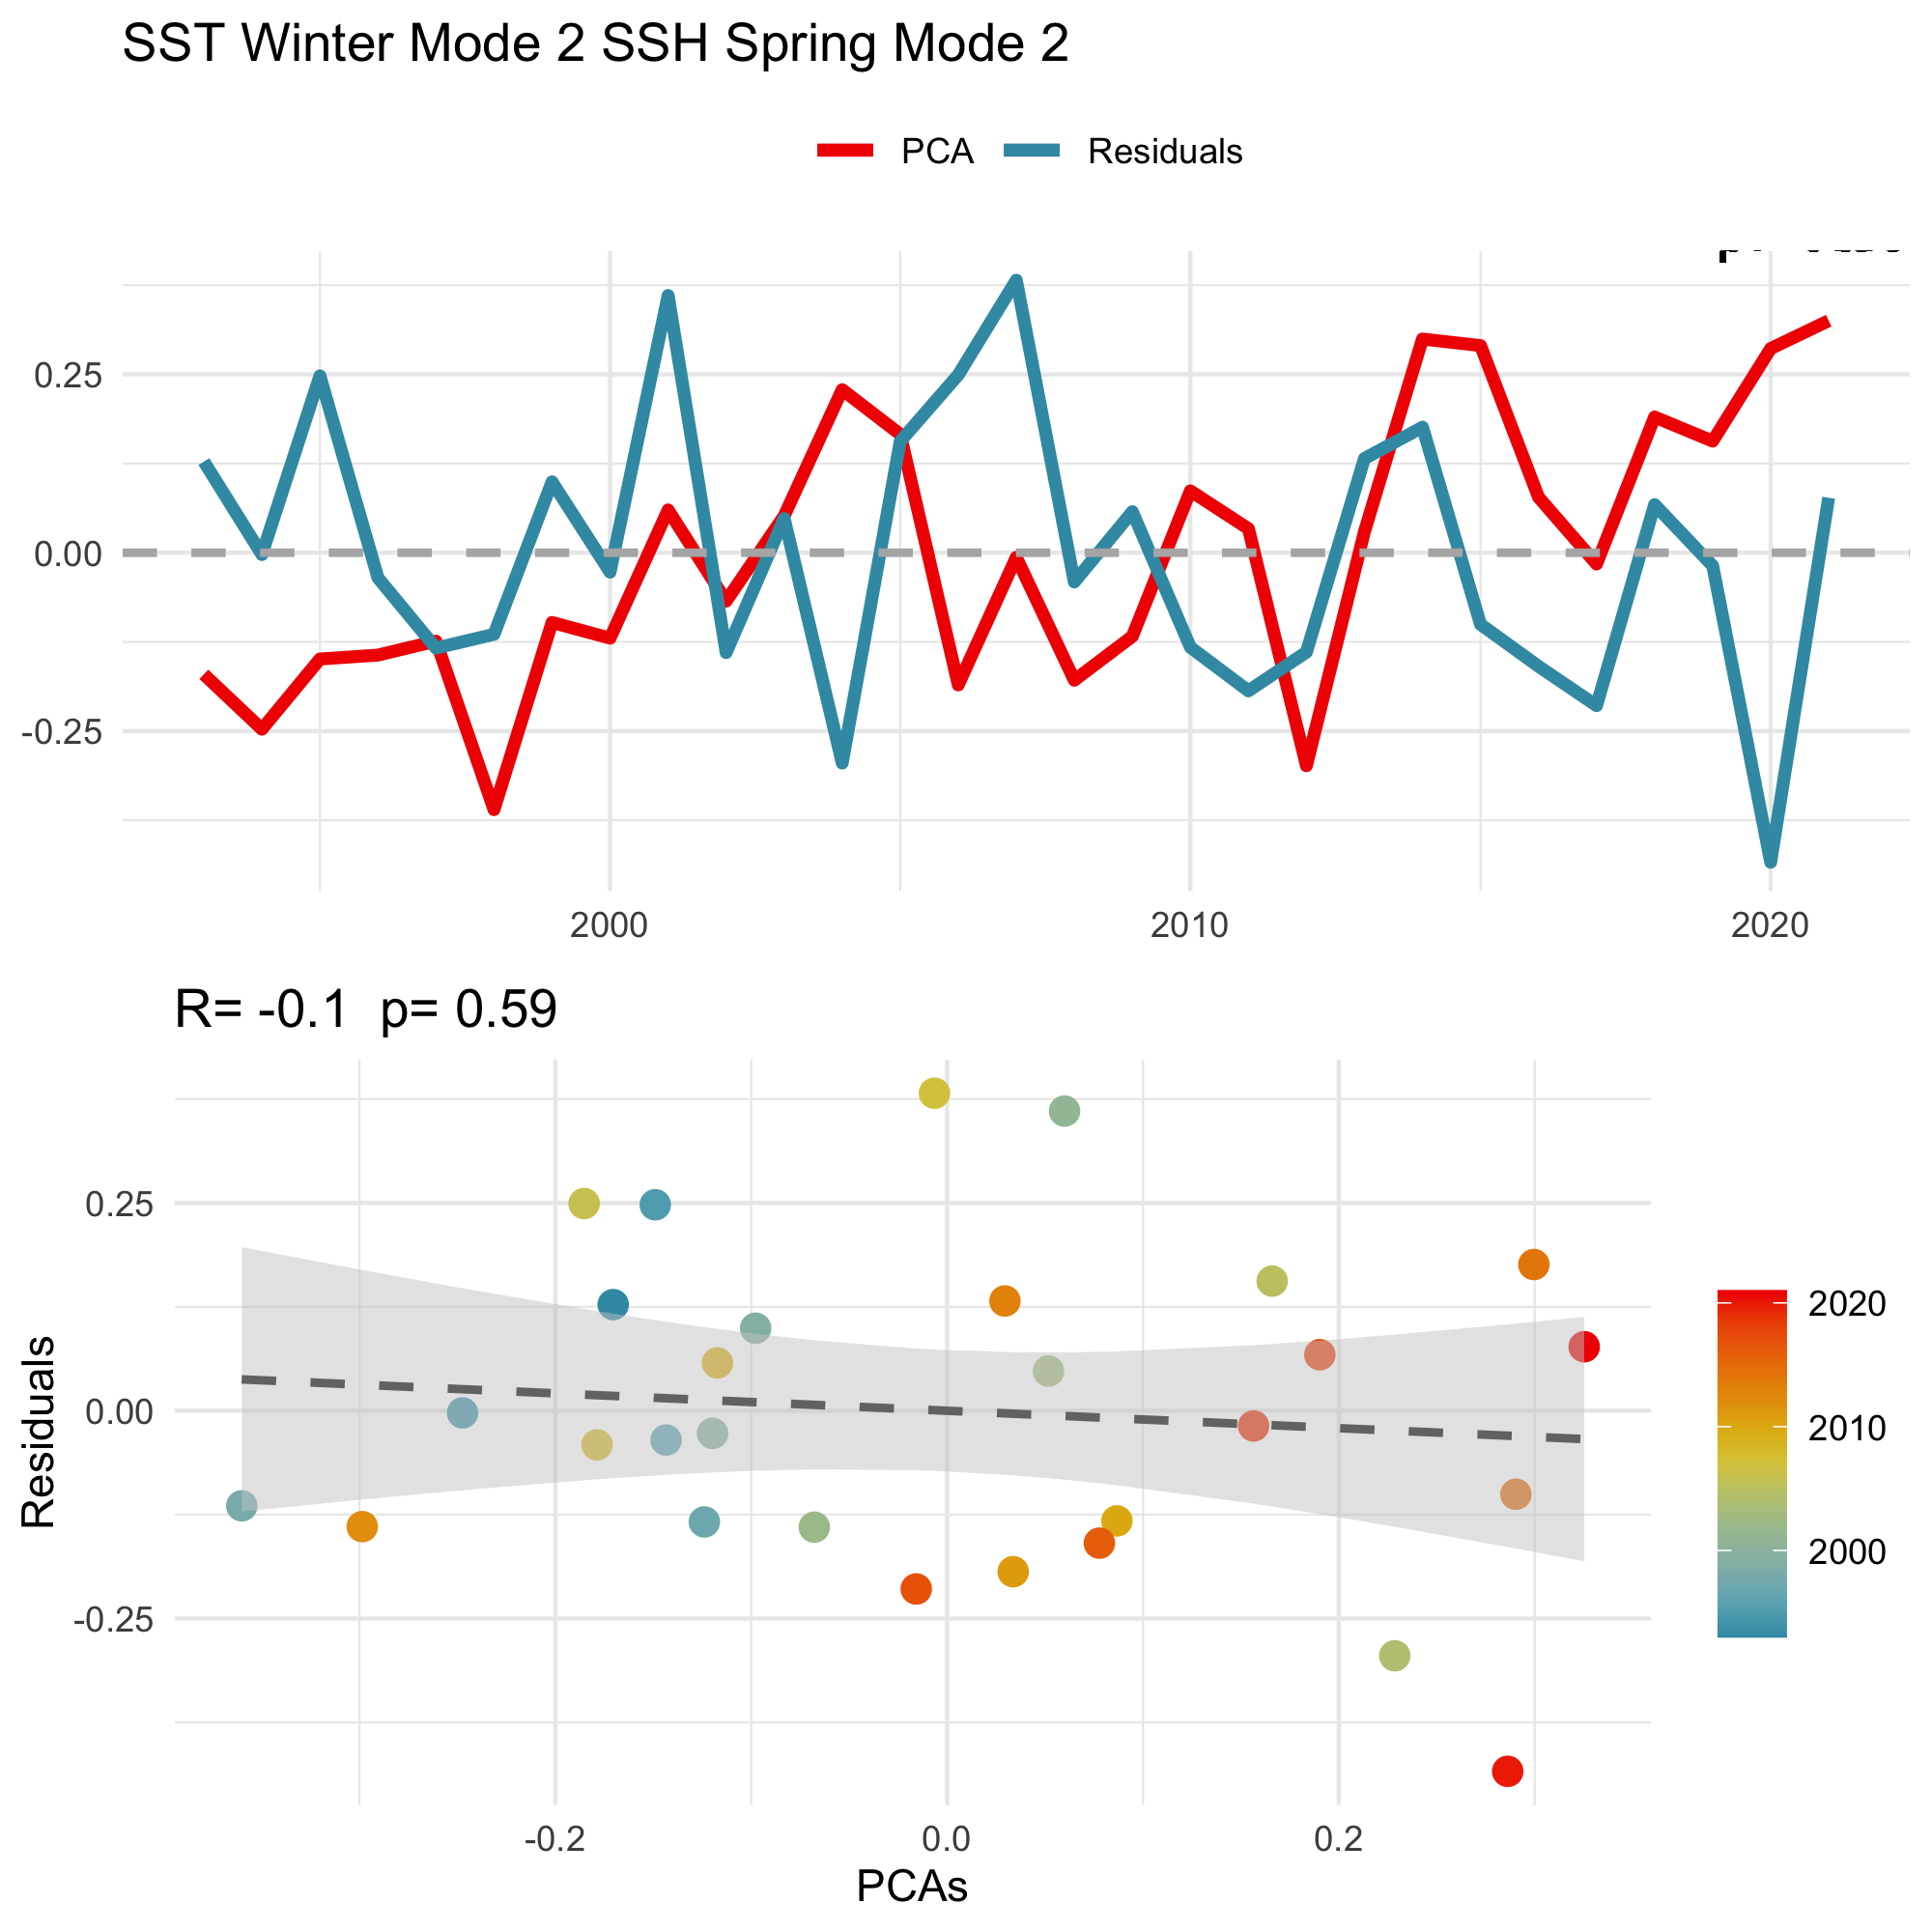 SST Winter Mode 2 SSH Spring Mode 2
PCA Residuals
0.25
0.00
-0.25
2000 2010 2020
R= -0.1  p= 0.59
Residuals
0.25
0.00
-0.25
-0.2 0.0 0.2
PCAs
2020
2010
2000